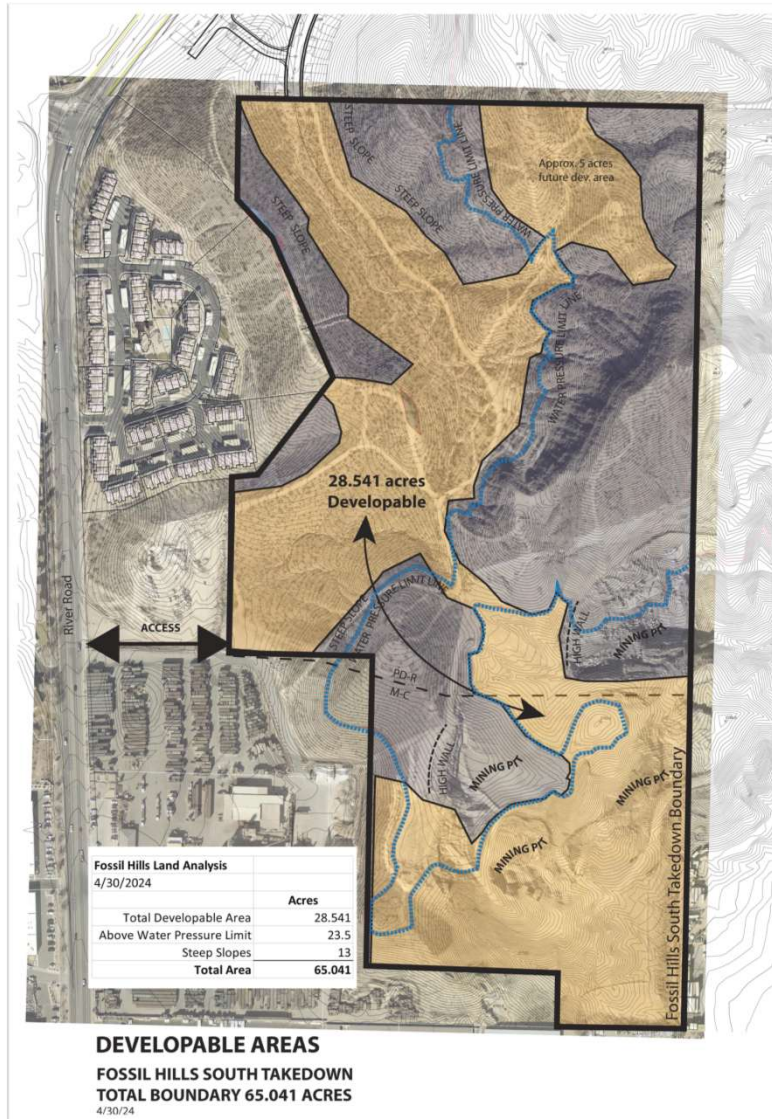 STEEP SLOPE
WATER PRESSURE LIMIT LINE
Approx. 5 acres
future dev. area
STEEP SLOPE
STEEP SLOPE
WATER PRESSURE LIMIT LINE
28.541 acres
Developable
River Road
STEEP SLOPE
WATER PRESSURE LIMIT LINE
ACCESS
HIGH WALL
MINING PIT
PD-R
M-C
HIGH WALL
MINING PIT
MINING PIT
MINING PIT
Fossil Hills South Takedown Boundary
Fossil Hills Land Analysis
4/30/2024
Acres
Total Developable Area 28.541
Above Water Pressure Limit 23.5
Steep Slopes 13
Total Area 65.041
DEVELOPABLE AREAS
FOSSIL HILLS SOUTH TAKEDOWN
TOTAL BOUNDARY 65.041 ACRES
4/30/24